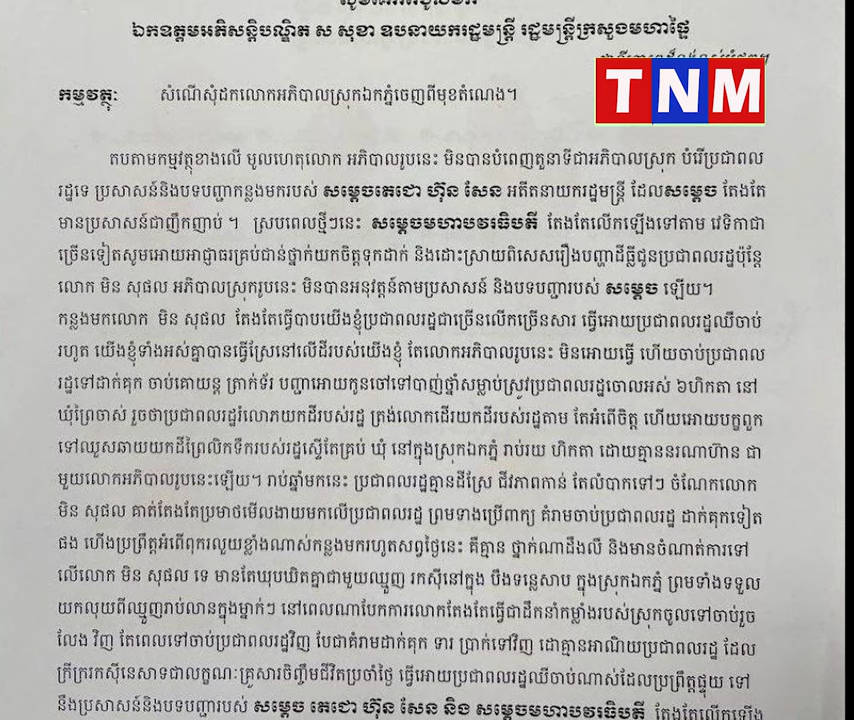 ឯកឧត្តមអភិសន្តិបណ្ឌិត ស សុខា ឧបនាយករដ្ឋមន្ត្រី រដ្ឋមន្ត្រីក្រសួងមហាផ្ទៃ
TNM
កម្មវត្ថុ: សំណើសុំដកលោកអភិបាលស្រុកឯកភ្នំចេញពីមុខតំណែង។
តបតាមកម្មវត្ថុខាងលើ មូលហេតុលោក អភិបាលរូបនេះ មិនបានបំពេញតួនាទីជាអភិបាលស្រុក បំរើប្រជាពល
រដ្ឋទេ ប្រសាសន៍និងបទបញ្ជាកន្លងមករបស់ សម្តេចតេជោ ហ៊ុន សែន អតីតនាយករដ្ឋមន្ត្រី ដែលសម្តេច តែងតែ
មានប្រសាសន៍ជាញឹកញាប់ ។ ស្របពេលថ្មីៗនេះ សម្តេចមហាបវរធិបតី តែងតែលើកឡើងទៅតាម វេទិកាជា
ច្រើនទៀតសូមអោយអាជ្ញាធរគ្រប់ជាន់ថ្នាក់យកចិត្តទុកដាក់ និងដោះស្រាយពិសេសរឿងបញ្ហាដីធ្លីជូនប្រជាពលរដ្ឋប៉ុន្តែ
លោក មិន សុផល អភិបាលស្រុករូបនេះ មិនបានអនុវត្តន៍តាមប្រសាសន៍ និងបទបញ្ជារបស់ សម្តេច ឡើយ។
កន្លងមកលោក មិន សុផល តែងតែធ្វើបាបយើងខ្ញុំប្រជាពលរដ្ឋជាច្រើនលើកច្រើនសារ ធ្វើអោយប្រជាពលរដ្ឋឈឺចាប់
រហូត យើងខ្ញុំទាំងអស់គ្នាបានធ្វើស្រែនៅលើដីរបស់យើងខ្ញុំ តែលោកអភិបាលរូបនេះ មិនអោយធ្វើ ហើយចាប់ប្រជាពល
រដ្ឋទៅដាក់គុក ចាប់គោយន្ត ត្រាក់ទ័រ បញ្ជាអោយកូនចៅទៅបាញ់ថ្នាំសម្លាប់ស្រូវប្រជាពលរដ្ឋចោលអស់ ៦ហិកតា នៅ
ឃុំព្រៃចាស់ រួចថាប្រជាពលរដ្ឋរំលោភយកដីរបស់រដ្ឋ ត្រង់លោកដើរយកដីរបស់រដ្ឋតាម តែអំពើចិត្ត ហើយអោយបក្ខពួក
ទៅឈូសឆាយយកដីព្រៃលិកទឹករបស់រដ្ឋស្ទើតែគ្រប់ ឃុំ នៅក្នុងស្រុកឯកភ្នំ រាប់រយ ហិកតា ដោយគ្មាននរណាហ៊ាន ជា
មួយលោកអភិបាលរូបនេះឡើយ។ រាប់ឆ្នាំមកនេះ ប្រជាពលរដ្ឋគ្មានដីស្រែ ជីវភាពកាន់ តែលំបាកទៅៗ ចំណែកលោក
មិន សុផល គាត់តែងតែប្រមាថមើលងាយមកលើប្រជាពលរដ្ឋ ព្រមទាំងប្រើពាក្យ គំរាមចាប់ប្រជាពលរដ្ឋ ដាក់គុកទៀត
ផង ហើងប្រព្រឹត្តអំពើពុករលួយខ្លាំងណាស់កន្លងមករហូតសព្វថ្ងៃនេះ គឺគ្មាន ថ្នាក់ណាដឹងលឺ និងមានចំណាត់ការទៅ
លើលោក មិន សុផល ទេ មានតែឃុបឃិតគ្នាជាមួយឈ្មួញ រកស៊ីនៅក្នុង បឹងទន្លេសាប ក្នុងស្រុកឯកភ្នំ ព្រមទាំងទទួល
យកលុយពីឈ្មួញរាប់លានក្នុងម្នាក់ៗ នៅពេលណាបែកការលោកតែងតែធ្វើជាដឹកនាំកម្លាំងរបស់ស្រុកចូលទៅចាប់រួច
លែង វិញ តែពេលទៅចាប់ប្រជាពលរដ្ឋវិញ បែជាគំរាមដាក់គុក ទារ ប្រាក់ទៅវិញ ដោគ្មានអាណិយប្រជាពលរដ្ឋ ដែល
ក្រីក្ររកស៊ីនេសាទជាលក្ខណៈគ្រួសារចិញ្ចឹមជីវិតប្រចាំថ្ងៃ ធ្វើអោយប្រជាពលរដ្ឋឈឺចាប់ណាស់ដែលប្រព្រឹត្តផ្ទុយ ទៅ
នឹងប្រសាសន៍និងបទបញ្ជារបស់ សម្តេច តេជោ ហ៊ុន សែន និង សម្តេចមហាបវរធិបតី តែងតែលើកឡើង